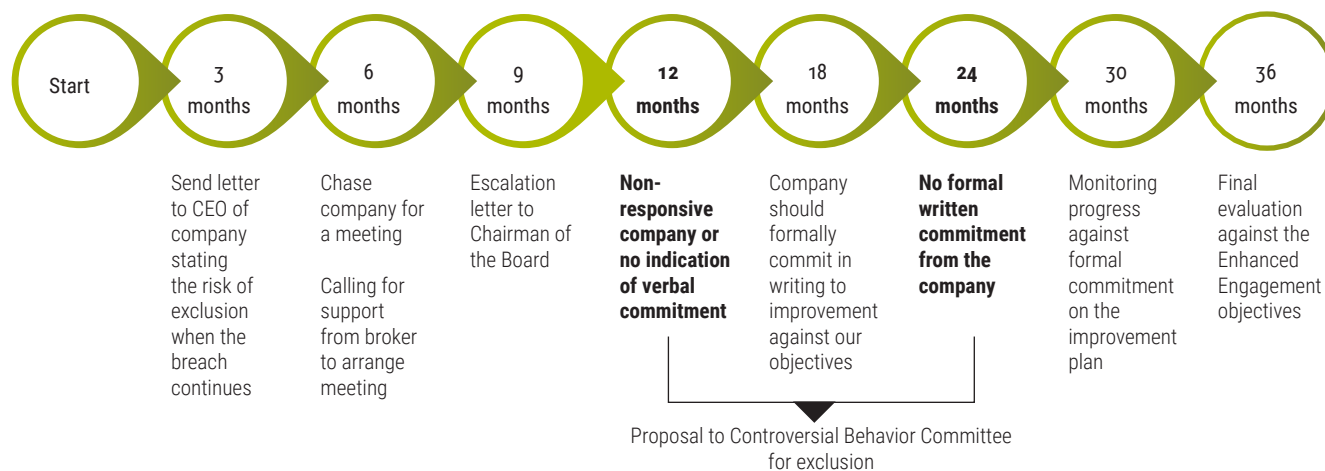 Start
3
months
6
months
9
months
12
months
18
months
24
months
30
months
36
months
Send letter
to CEO of
company
stating
the risk of
exclusion
when the
breach
continues
Chase
company for
a meeting
Calling for
support
from broker
to arrange
meeting
Escalation
letter to
Chairman of
the Board
Non-
responsive
company or
no indication
of verbal
commitment
Company
should
formally
commit in
writing to
improvement
against our
objectives
No formal
written
commitment
from the
company
Monitoring
progress
against
formal
commitment
on the
improvement
plan
Final
evaluation
against the
Enhanced
Engagement
objectives
Proposal to Controversial Behavior Committee
for exclusion